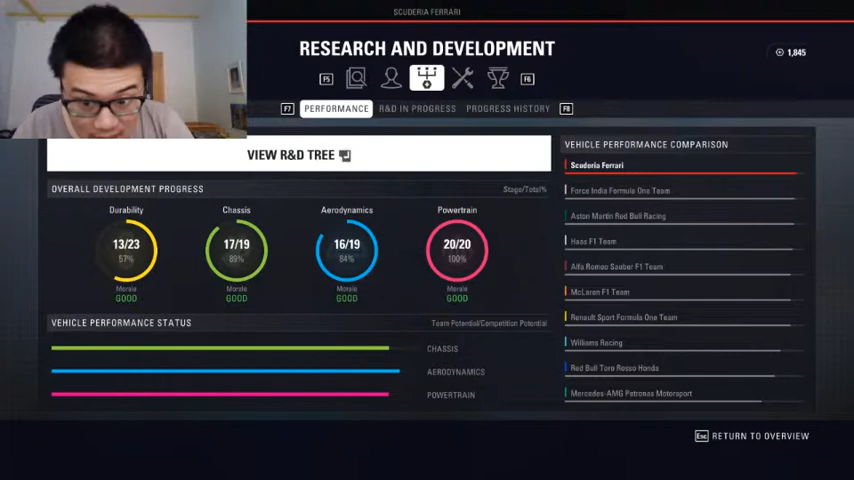 SCUDERIA FERRARI
RESEARCH AND DEVELOPMENT
1,845
F5
F6
F7 PERFORMANCE R&D IN PROGRESS PROGRESS HISTORY F8
VIEW R&D TREE
OVERALL DEVELOPMENT PROGRESS Stage/Total%
Durability Chassis Aerodynamics Powertrain
13/23 17/19 16/19 20/20
57% 89% 84% 100%
Morale Morale Morale Morale
GOOD GOOD GOOD GOOD
VEHICLE PERFORMANCE STATUS Team Potential/Competition Potential
CHASSIS
AERODYNAMICS
POWERTRAIN
VEHICLE PERFORMANCE COMPARISON
Scuderia Ferrari
Force India Formula One Team
Aston Martin Red Bull Racing
Haas F1 Team
Alfa Romeo Sauber F1 Team
McLaren F1 Team
Renault Sport Formula One Team
Williams Racing
Red Bull Toro Rosso Honda
Mercedes-AMG Petronas Motorsport
Esc RETURN TO OVERVIEW